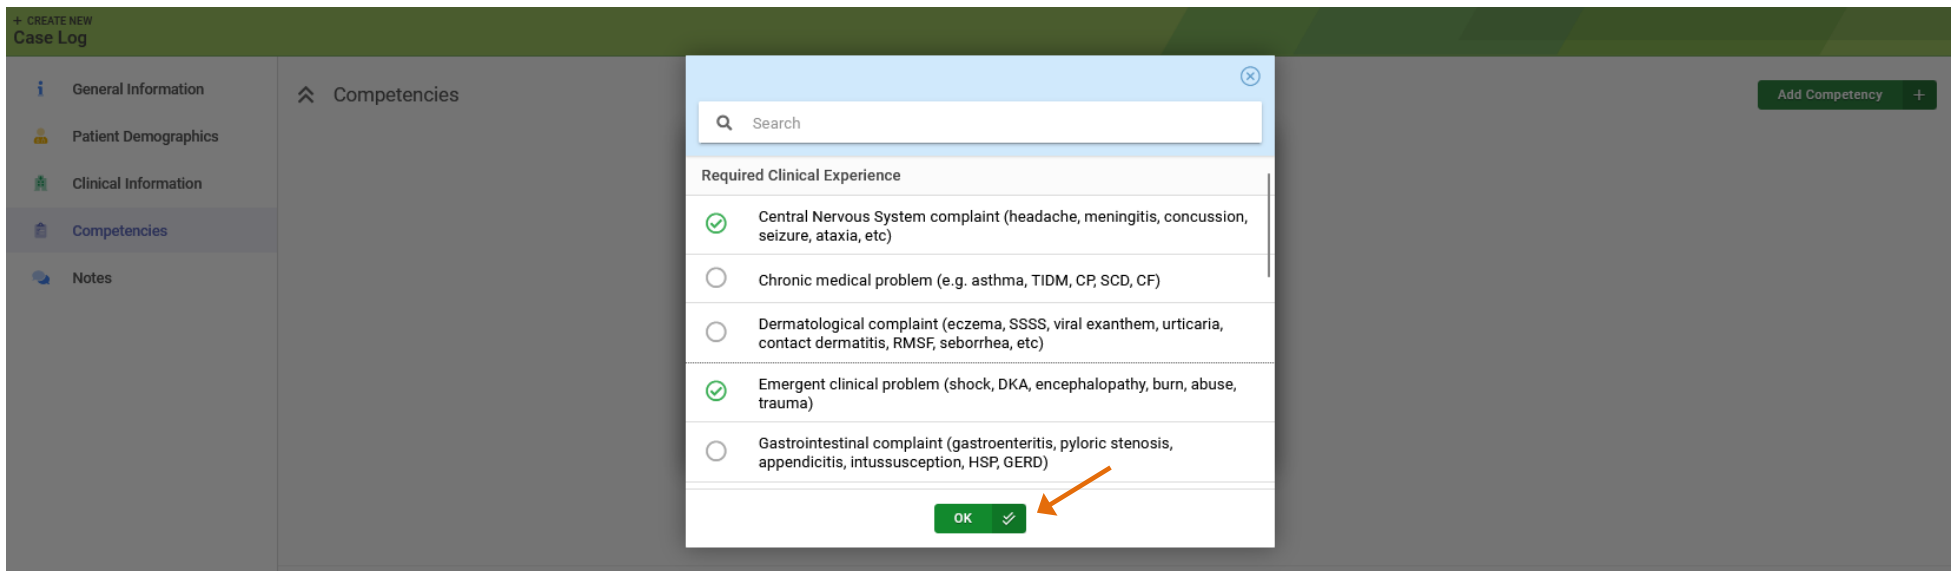 + CREATE NEW
Case Log
General Information
Patient Demographics
Clinical Information
Competencies
Notes
Competencies
Add Competency +
Search
Required Clinical Experience
Central Nervous System complaint (headache, meningitis, concussion,
seizure, ataxia, etc)
Chronic medical problem (e.g. asthma, TIDM, CP, SCD, CF)
Dermatological complaint (eczema, SSSS, viral exanthem, urticaria,
contact dermatitis, RMSF, seborrhea, etc)
Emergent clinical problem (shock, DKA, encephalopathy, burn, abuse,
trauma)
Gastrointestinal complaint (gastroenteritis, pyloric stenosis,
appendicitis, intussusception, HSP, GERD)
OK